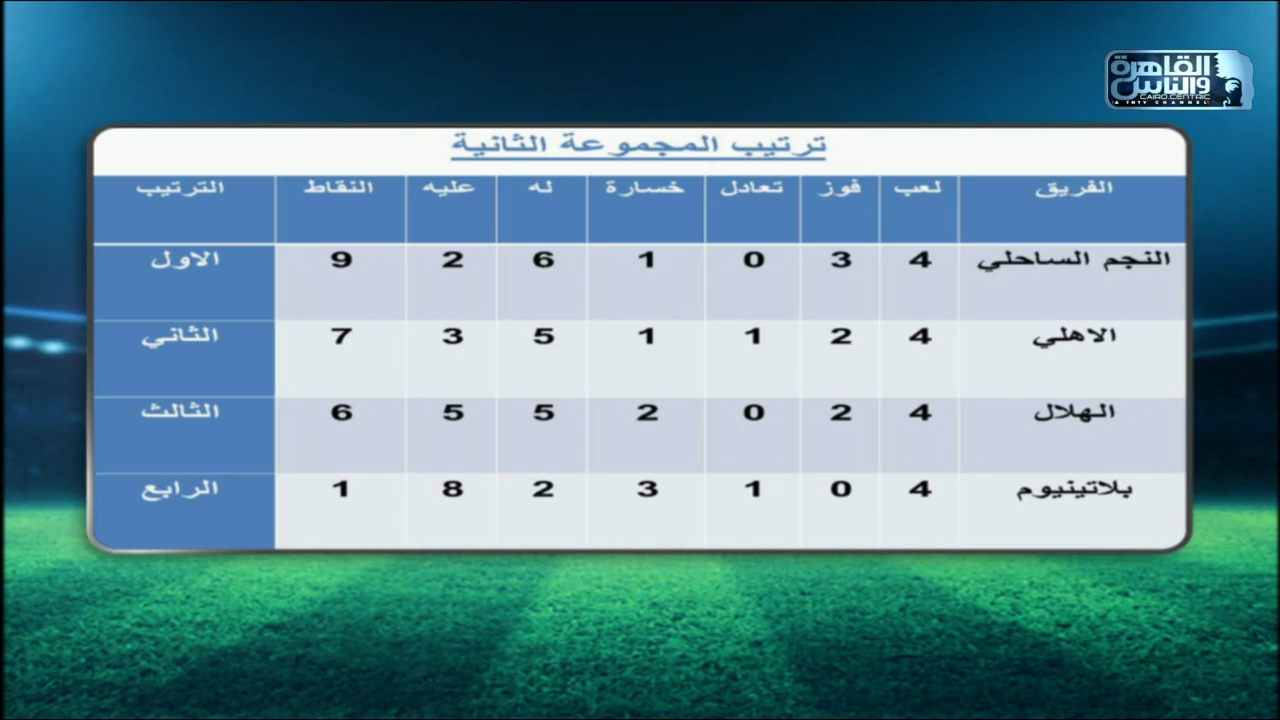 القاهرة
والناس
CAIRO.CENTRIC
A TNTV CHANNEL
ترتيب المجموعة الثانية
الفريق لعب فوز تعادل خسارة له عليه النقاط الترتيب
النجم الساحلي 4 3 0 1 6 2 9 الاول
الاهلي 4 2 1 1 5 3 7 الثاني
الهلال 4 2 0 2 5 5 6 الثالث
بلاتينيوم 4 0 1 3 2 8 1 الرابع